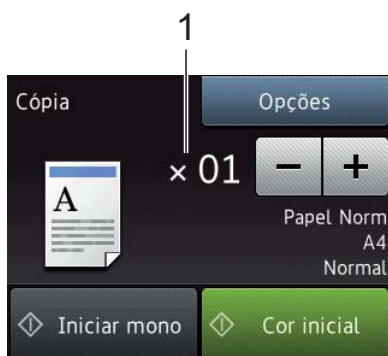 1
Cópia
Opções
A
× 01 - +
Papel Norm
A4
Normal
Iniciar mono
Cor inicial